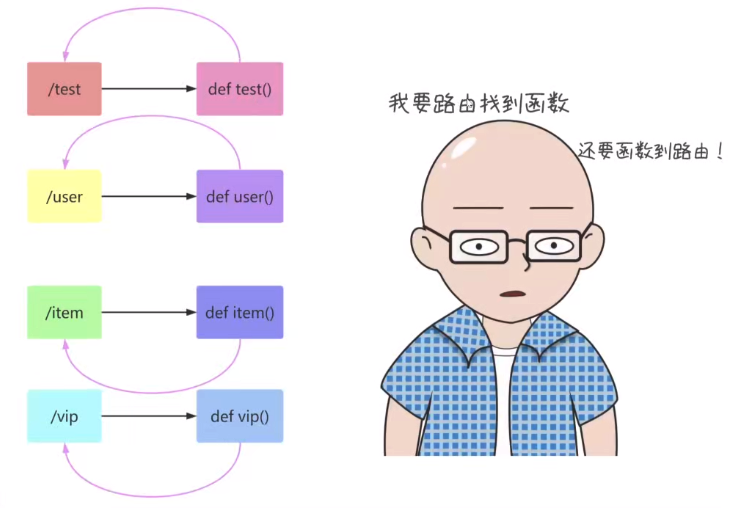 /test
def test()
/user
def user()
/item
def item()
/vip
def vip()
我要路由找到函数
还要函数到路由！